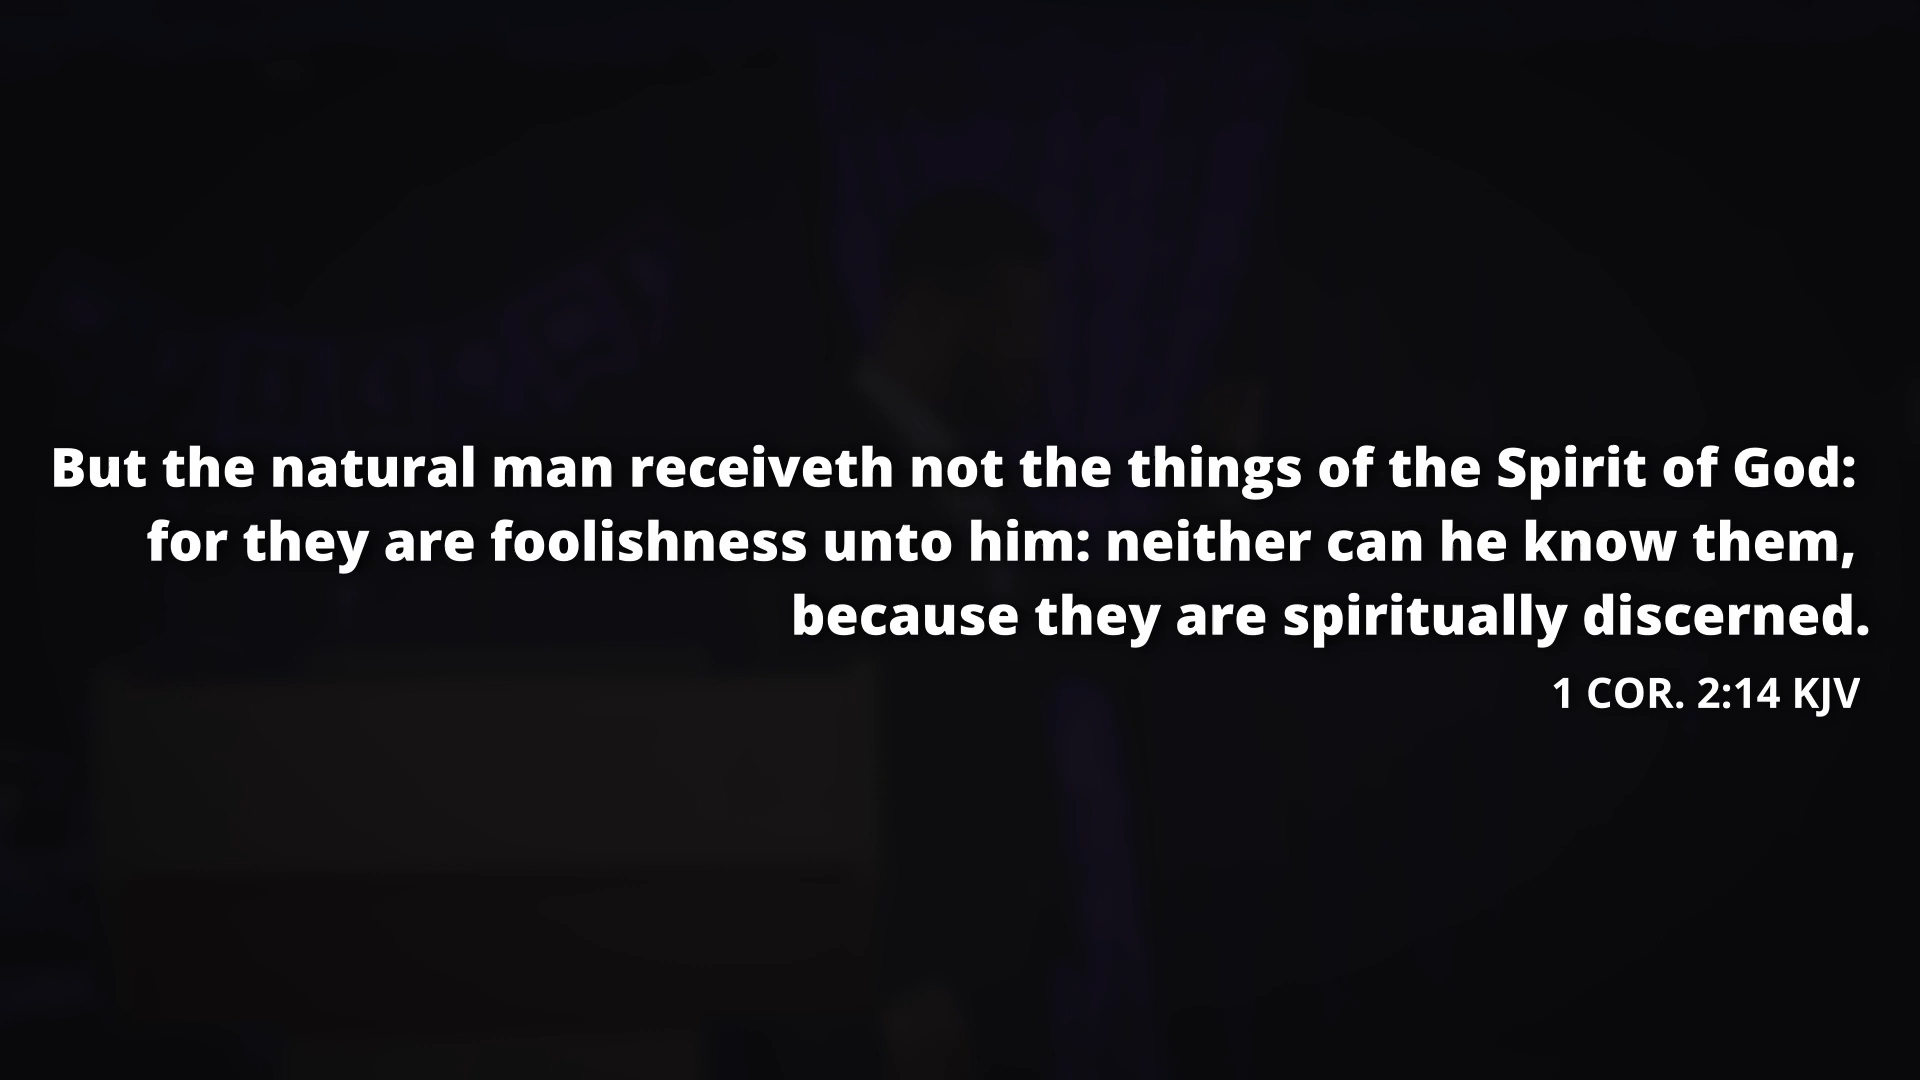 But the natural man receiveth not the things of the Spirit of God:
for they are foolishness unto him: neither can he know them,
because they are spiritually discerned.
1 COR. 2:14 KJV